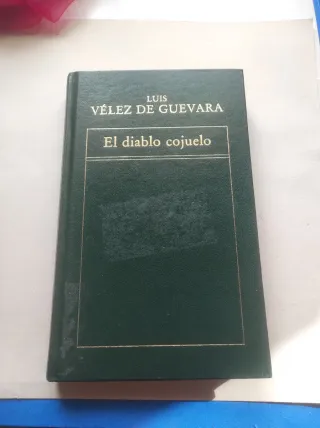 LUIS
VÉLEZ DE GUEVARA
El diablo cojuelo